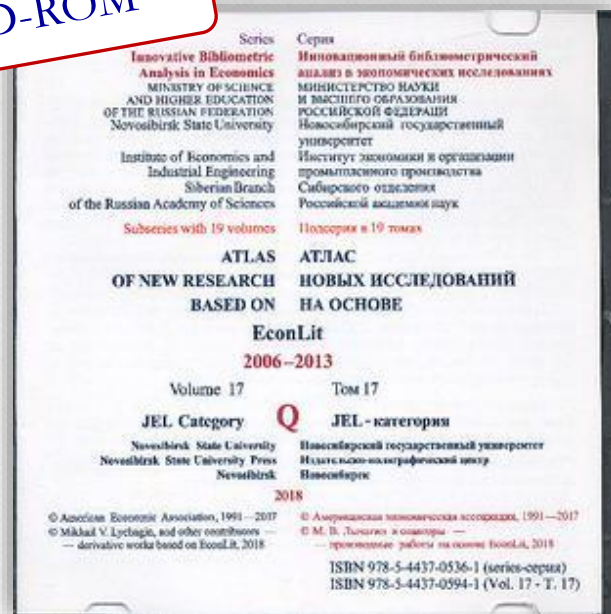 D-ROM
Series Серия
Innovative Bibliometric Инновационный библиометрический
Analysis in Economics анализ в экономических исследованиях
MINISTRY OF SCIENCE МИНИСТЕРСТВО НАУКИ
AND HIGHER EDUCATION И ВЫСШЕГО ОБРАЗОВАНИЯ
OF THE RUSSIAN FEDERATION РОССИЙСКОЙ ФЕДЕРАЦИИ
Novosibirsk State University Новосибирский государственный
университет
Institute of Economics and Институт экономики и организации
Industrial Engineering промышленного производства
Siberian Branch Сибирского отделения
of the Russian Academy of Sciences Российской академии наук
Subseries with 19 volumes Подсерия в 19 томах
ATLAS АТЛАС
OF NEW RESEARCH НОВЫХ ИССЛЕДОВАНИЙ
BASED ON НА ОСНОВЕ
EconLit
2006–2013
Volume 17 Том 17
JEL Category Q JEL - категория
Novosibirsk State University Новосибирский государственный университет
Novosibirsk State University Press Издательско-полиграфический центр
Novosibirsk Новосибирск
2018
© American Economic Association, 1991—2017 © Американская экономическая ассоциация, 1991—2017
© Mikhail V. Lychagin, and other contributors — © М. В. Лычагин и соавторы —
— derivative works based on EconLit, 2018 — производные работы на основе EconLit, 2018
ISBN 978-5-4437-0536-1 (series-серия)
ISBN 978-5-4437-0594-1 (Vol. 17 - Т. 17)